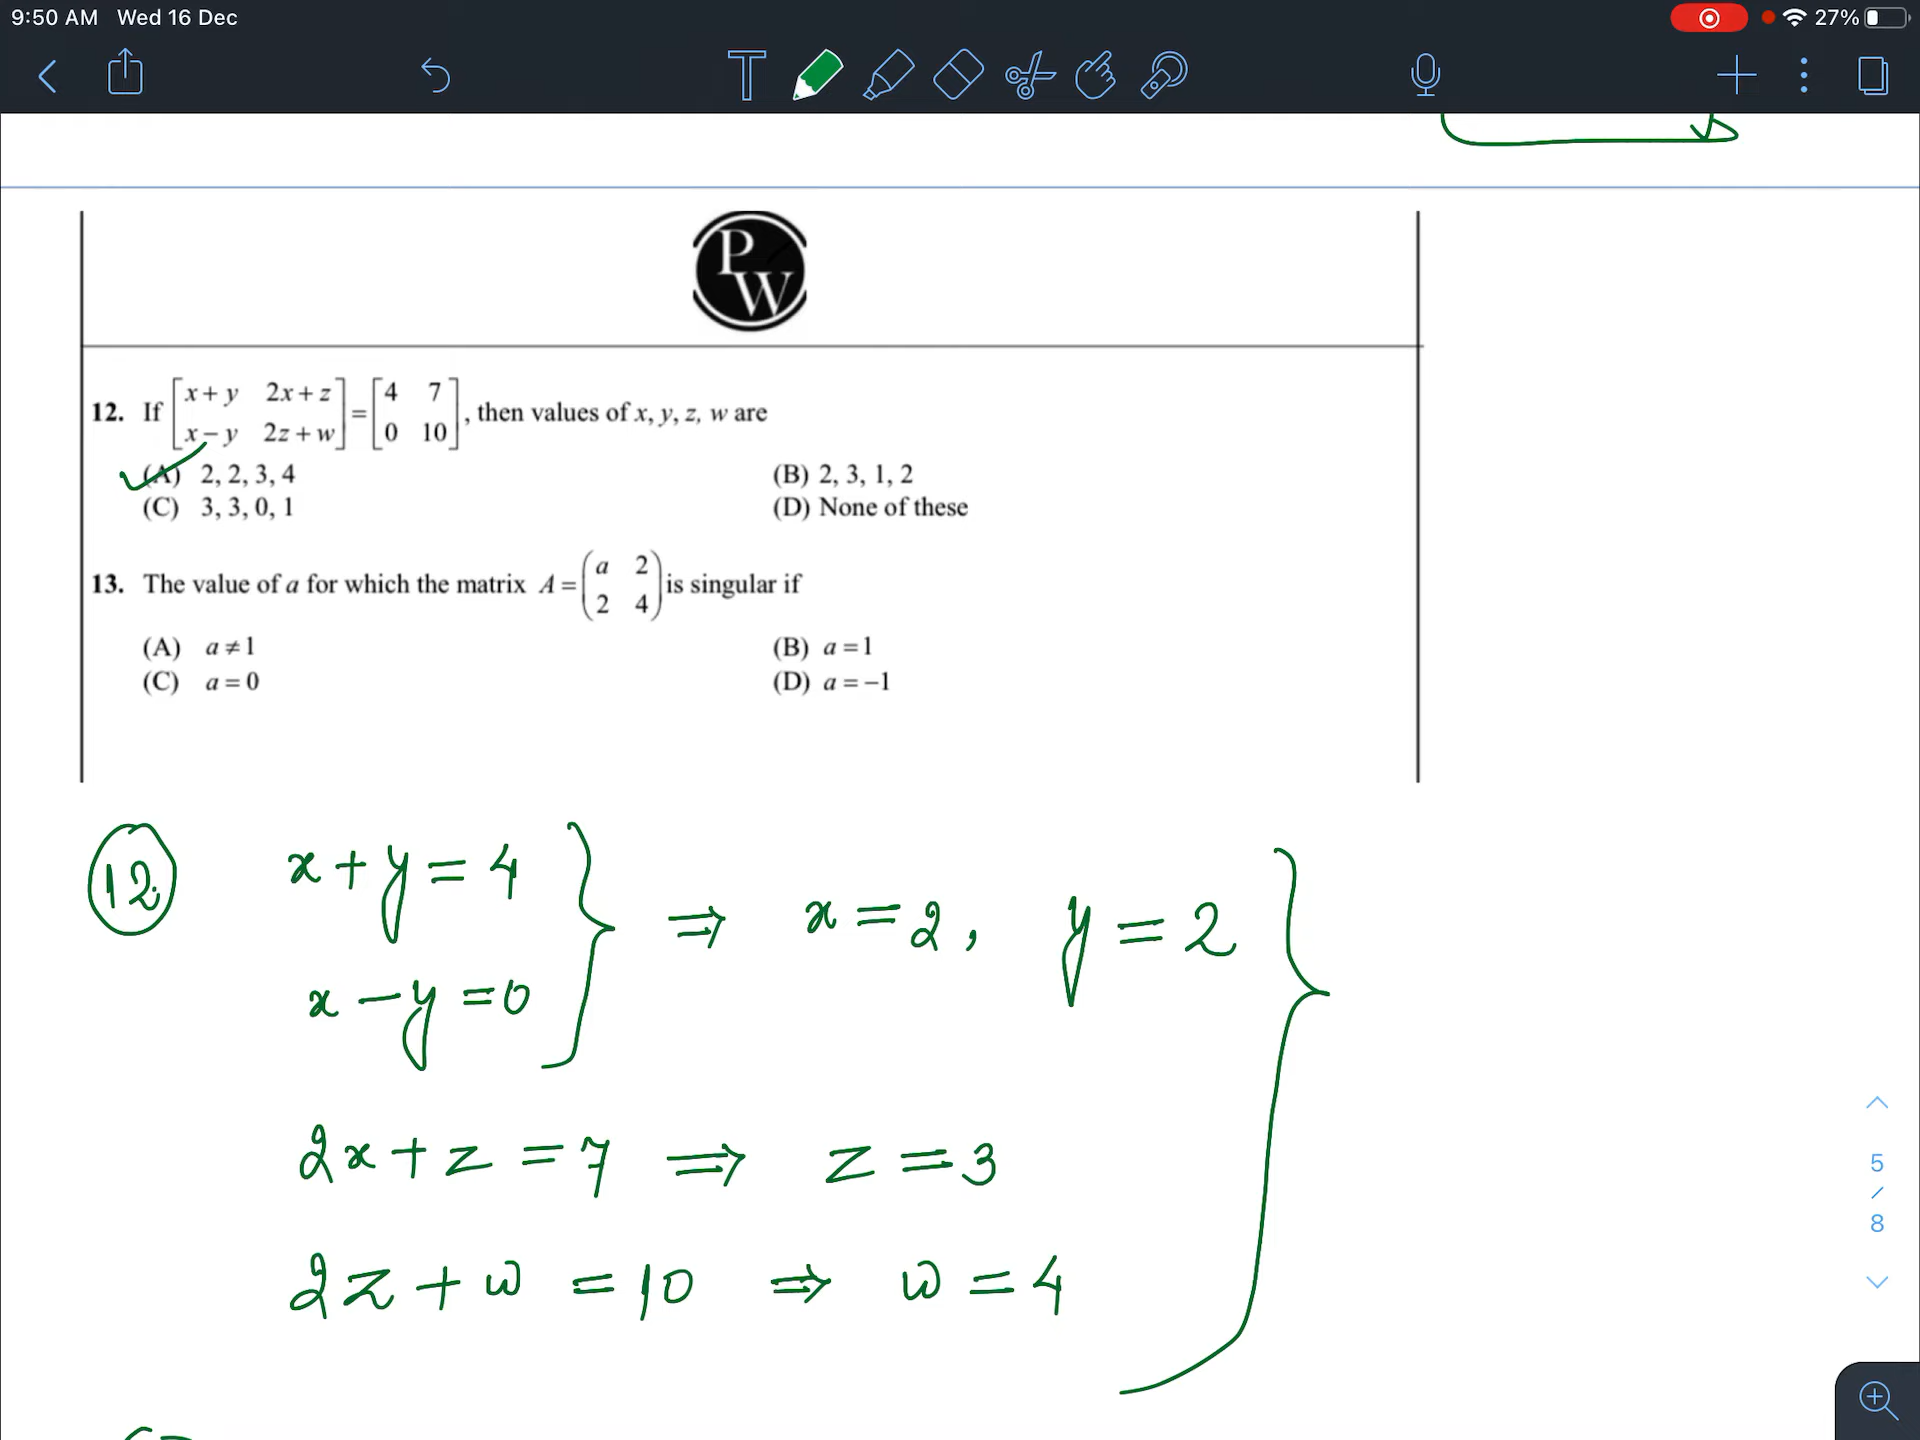 9:50 AM Wed 16 Dec
27%
T
PW
12. If [x+y 2x+z; x−y 2z+w] = [4 7; 0 10], then values of x, y, z, w are
(A) 2, 2, 3, 4
(B) 2, 3, 1, 2
(C) 3, 3, 0, 1
(D) None of these
13. The value of a for which the matrix A = (a 2; 2 4) is singular if
(A) a ≠ 1
(B) a = 1
(C) a = 0
(D) a = −1
12
x + y = 4
x − y = 0
⇒ x = 2, y = 2
2x + z = 7 ⇒ z = 3
2z + w = 10 ⇒ w = 4
5
/
8